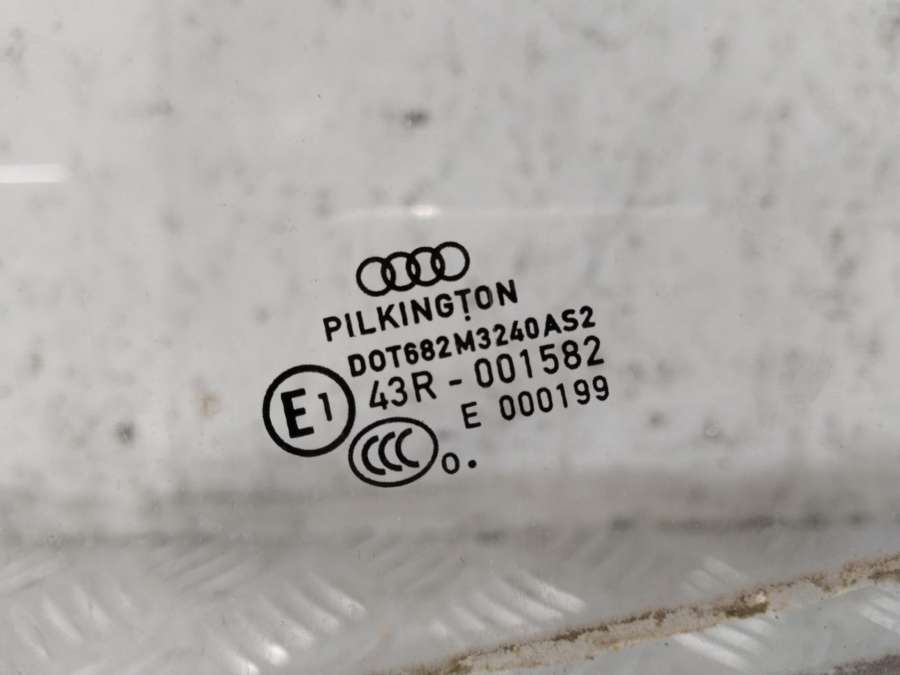 PILKINGTON
DOT682M3240AS2
E1 43R - 001582
E 000199
CCC O.